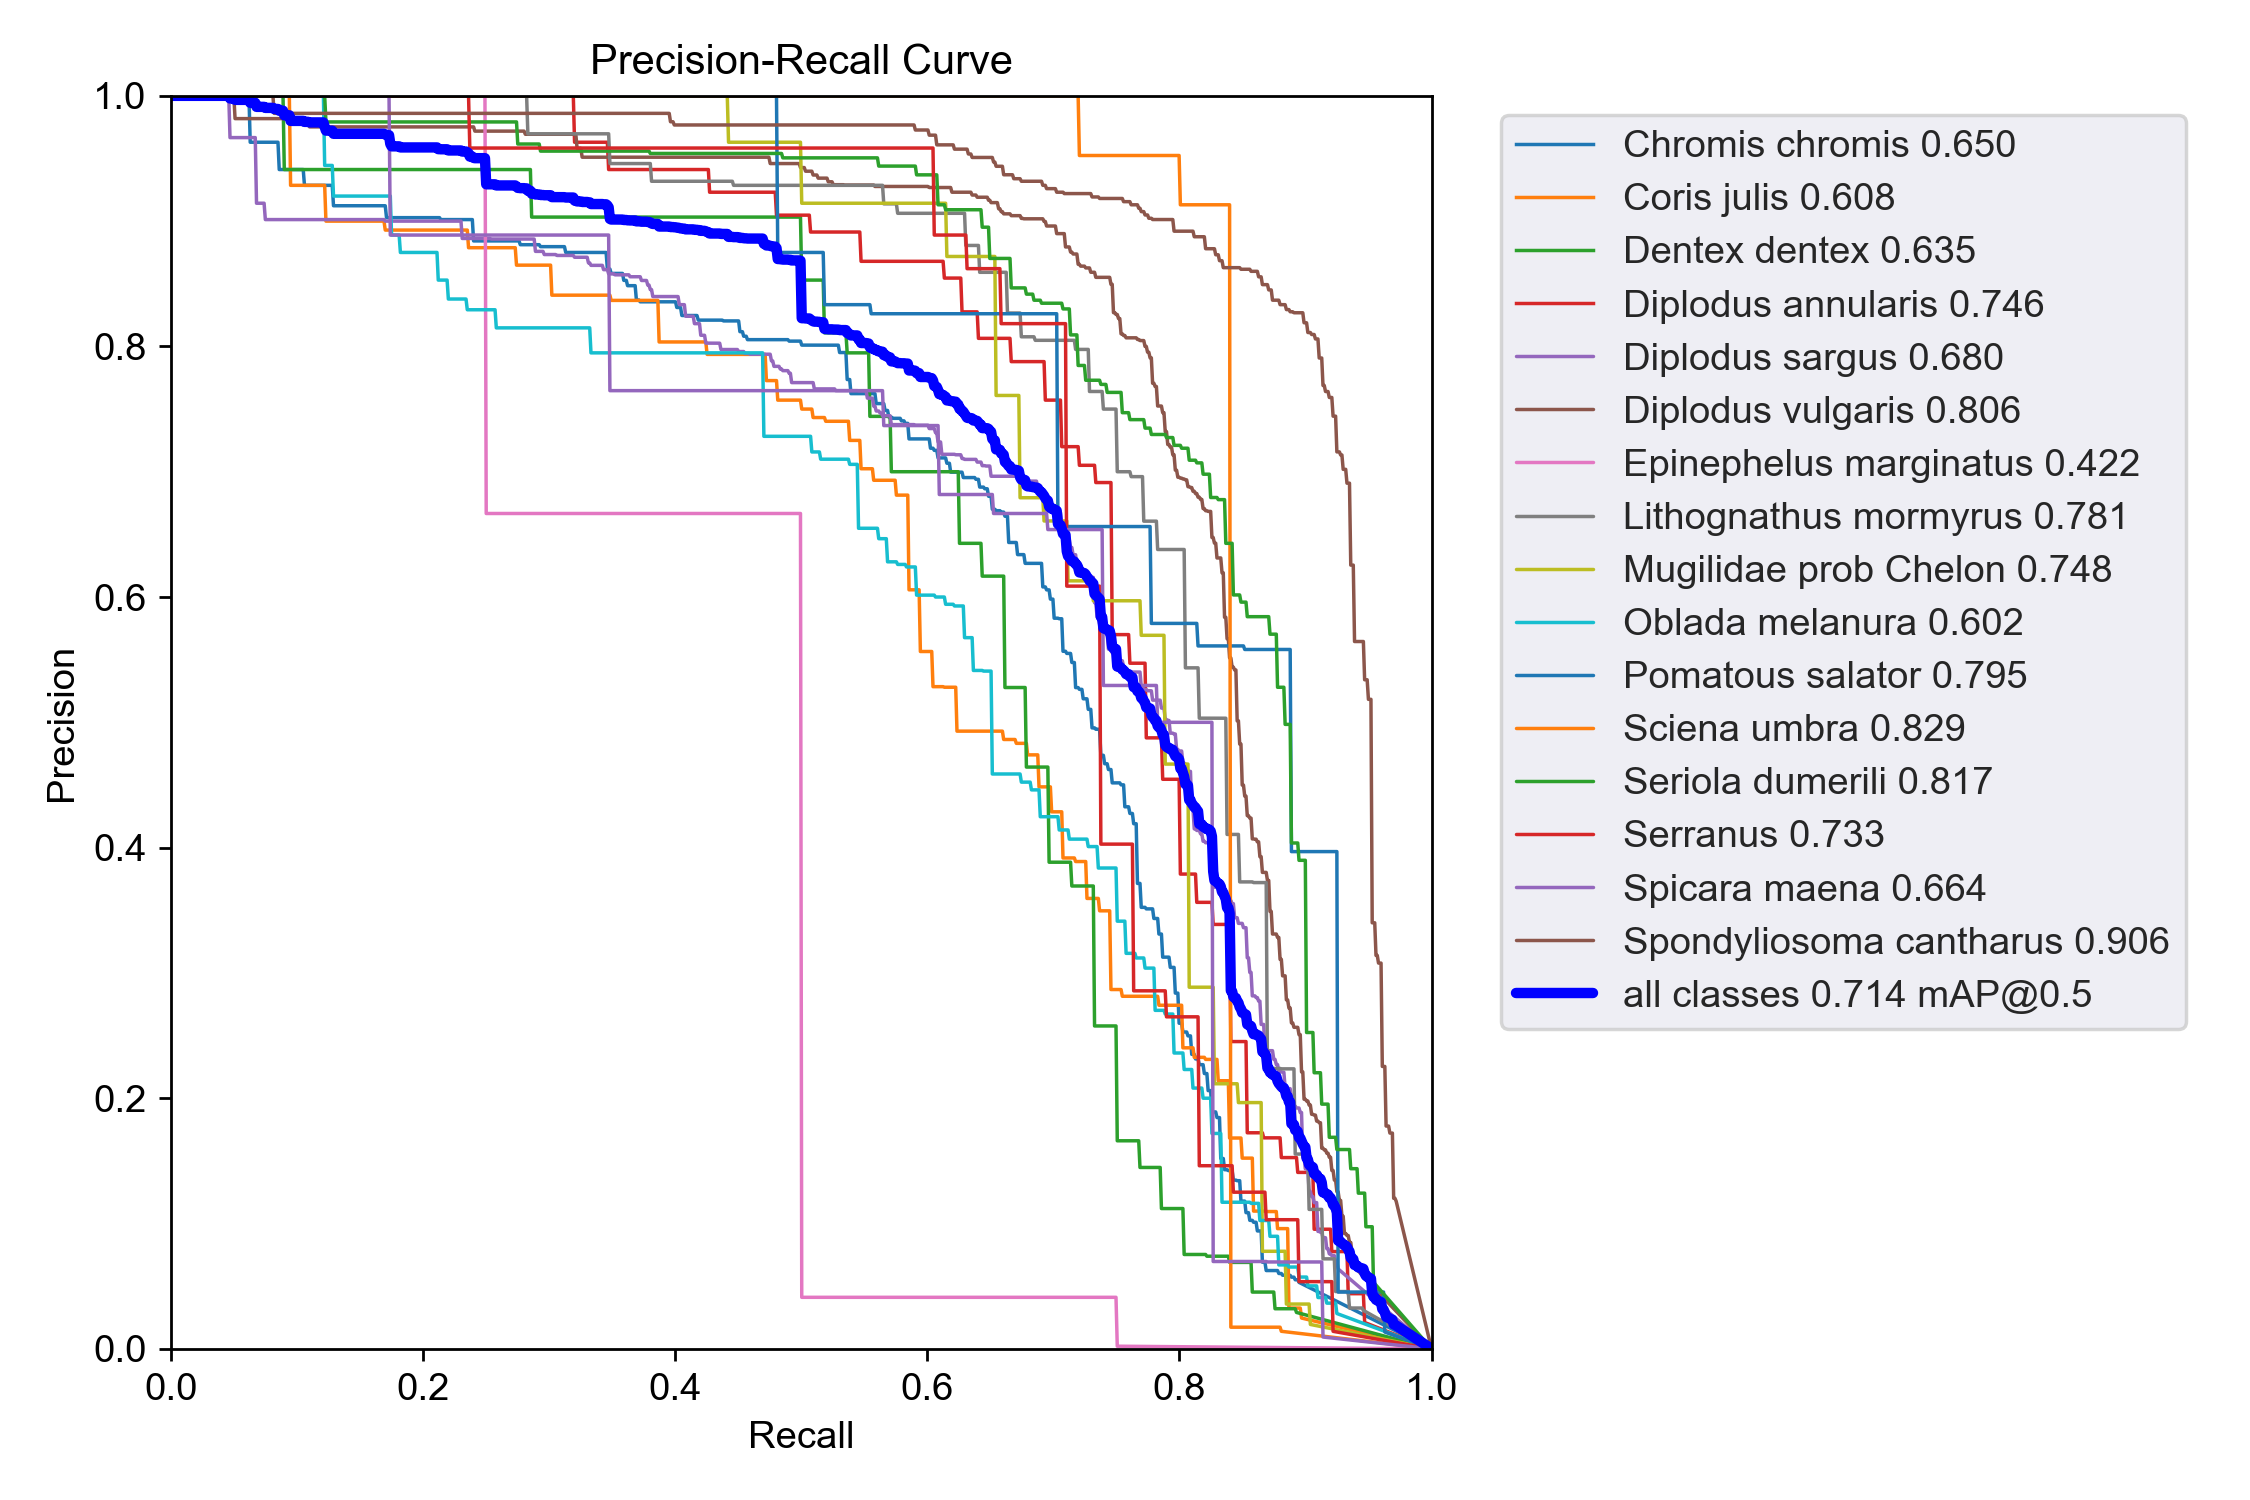 Precision-Recall Curve
1.0
0.8
0.6
0.4
0.2
0.0
Precision
0.0 0.2 0.4 0.6 0.8 1.0
Recall
Chromis chromis 0.650
Coris julis 0.608
Dentex dentex 0.635
Diplodus annularis 0.746
Diplodus sargus 0.680
Diplodus vulgaris 0.806
Epinephelus marginatus 0.422
Lithognathus mormyrus 0.781
Mugilidae prob Chelon 0.748
Oblada melanura 0.602
Pomatous salator 0.795
Sciena umbra 0.829
Seriola dumerili 0.817
Serranus 0.733
Spicara maena 0.664
Spondyliosoma cantharus 0.906
all classes 0.714 mAP@0.5